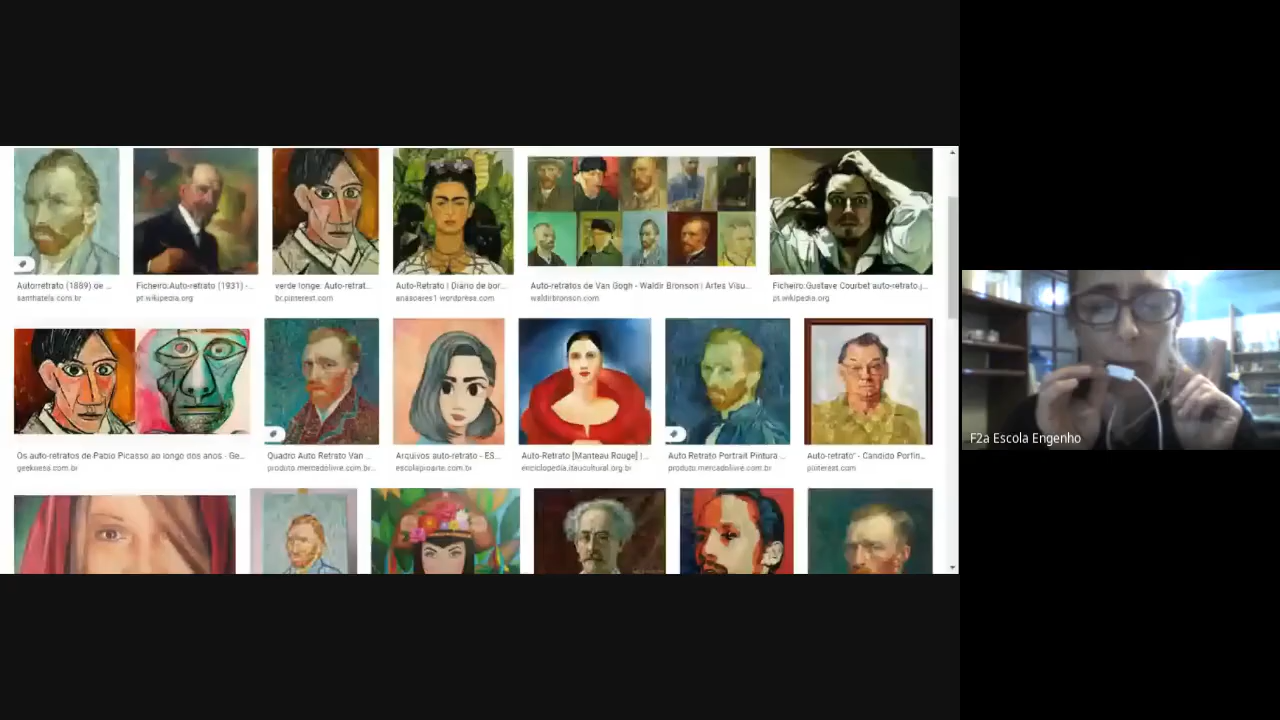 Autorretrato (1889) de ...
santhatela.com.br
Ficheiro:Auto-retrato (1931) -...
pt.wikipedia.org
verde longe: Auto-retrat...
br.pinterest.com
Auto-Retrato | Diário de bor...
anasoares1.wordpress.com
Auto-retratos de Van Gogh - Waldir Bronson | Artes Visu...
waldirbronson.com
Ficheiro:Gustave Courbet auto-retrato.j...
pt.wikipedia.org
Os auto-retratos de Pablo Picasso ao longo dos anos - Ge...
geekness.com.br
Quadro Auto Retrato Van ...
produto.mercadolivre.com.br...
Arquivos auto-retrato - ES...
escolaproarte.com.br
Auto-Retrato [Manteau Rouge] |...
enciclopedia.itaucultural.org.br
Auto Retrato Portrait Pintura ...
produto.mercadolivre.com.br
Auto-retrato" - Candido Portin...
pinterest.com
F2a Escola Engenho